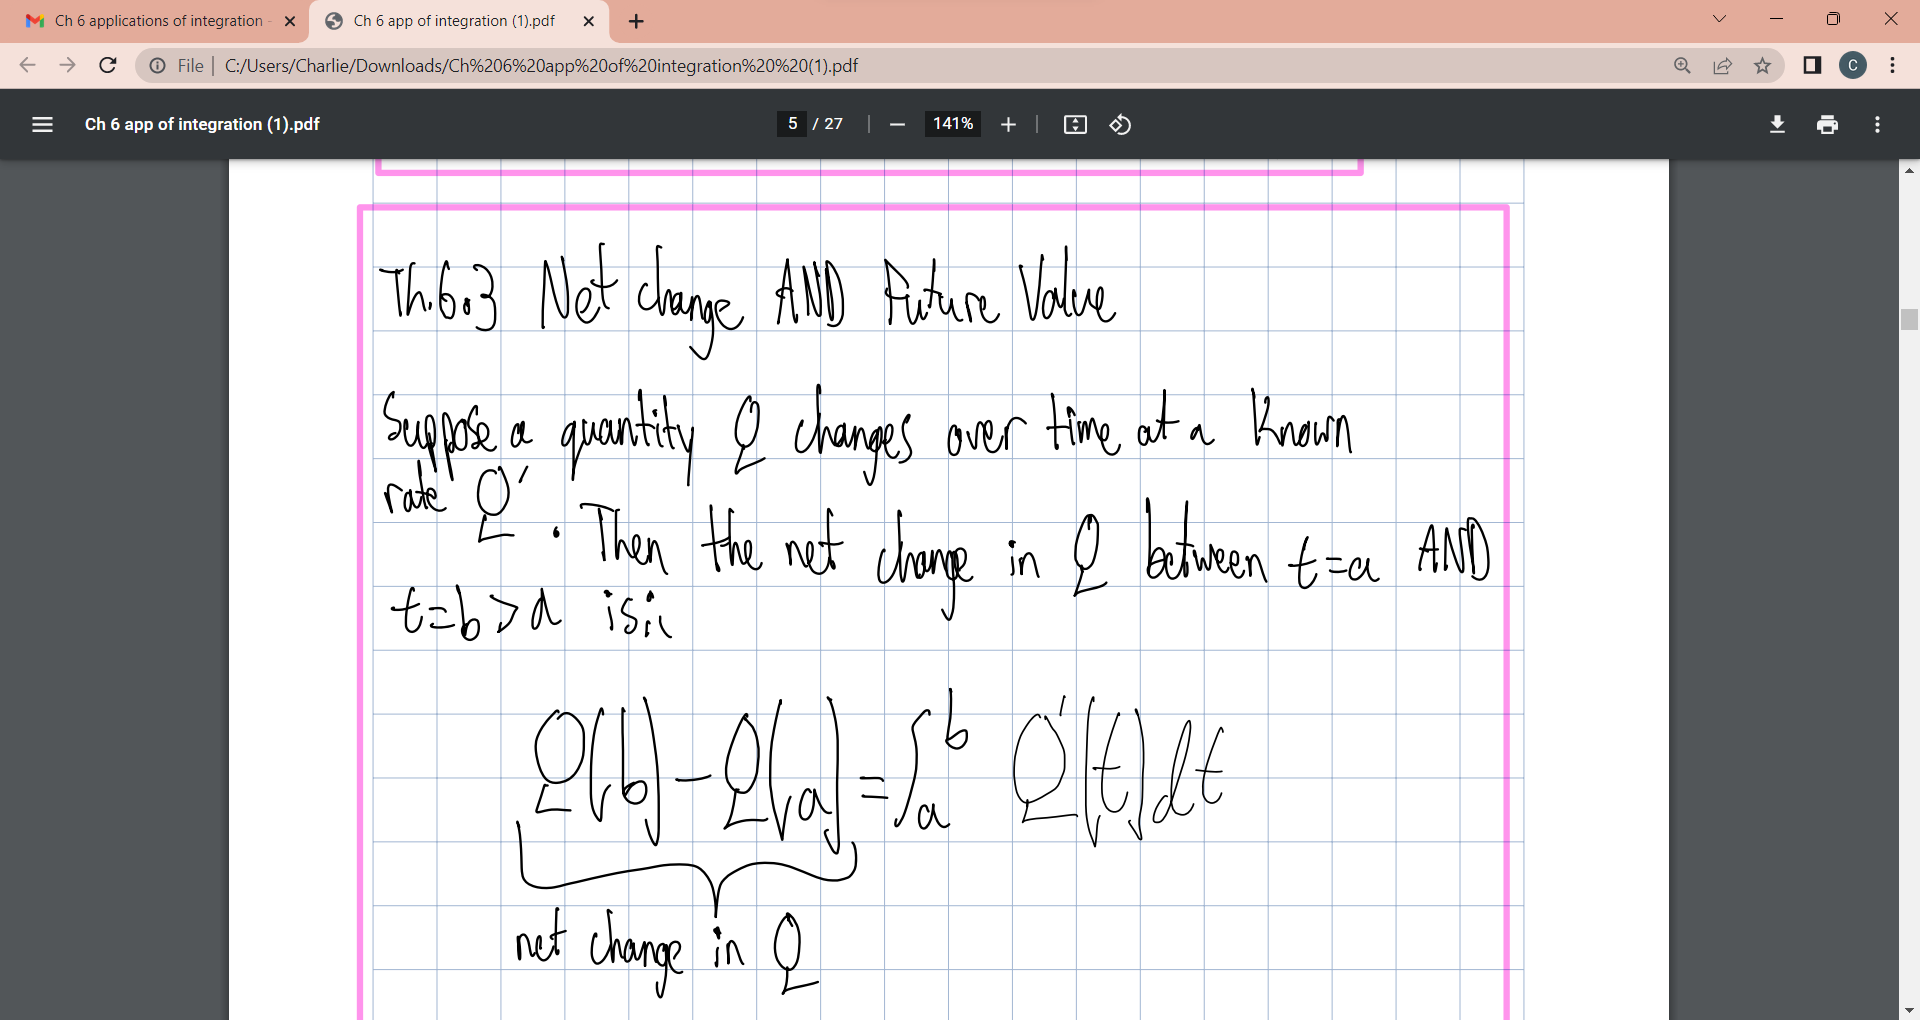 Ch 6 applications of integration -
Ch 6 app of integration (1).pdf
File | C:/Users/Charlie/Downloads/Ch%206%20app%20of%20integration%20%20(1).pdf
C
Ch 6 app of integration (1).pdf
5 / 27 | − 141% + |
Th.6.3 Net change AND Future Value
Suppose a quantity Q changes over time at a known
rate Q'. Then the net change in Q between t=a AND
t=b>a is::
Q(b)-Q(a)=∫_a^b Q'(t)dt
net change in Q